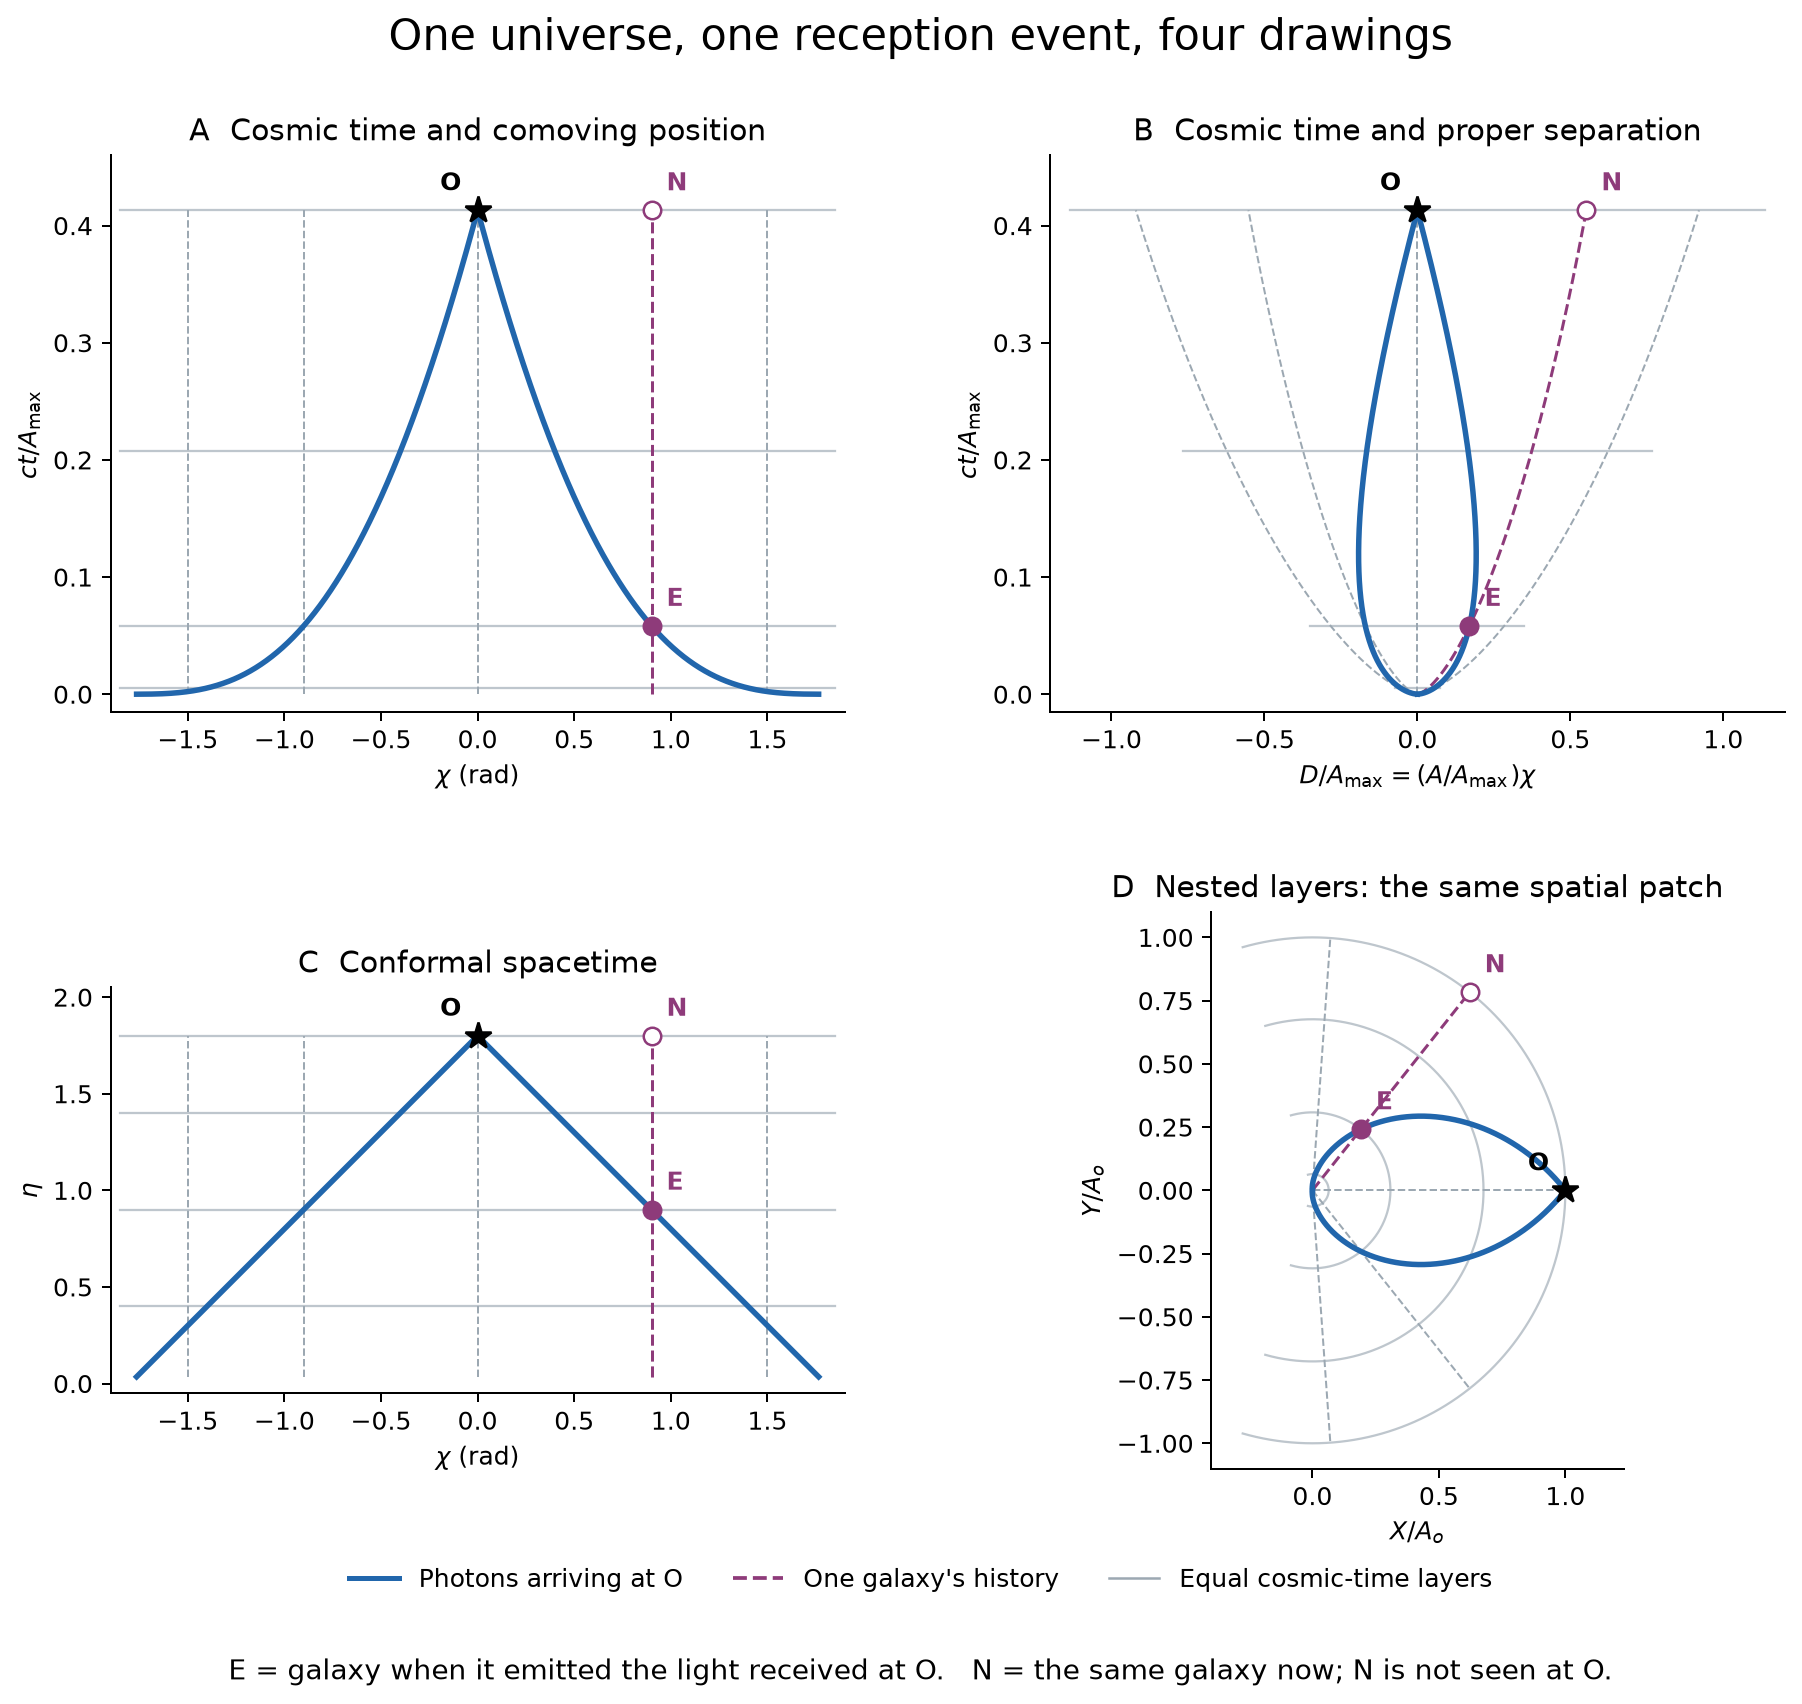 One universe, one reception event, four drawings
A Cosmic time and comoving position
O
N
E
0.4
0.3
0.2
0.1
0.0
ct/A_max
−1.5 −1.0 −0.5 0.0 0.5 1.0 1.5
χ (rad)
B Cosmic time and proper separation
O
N
E
0.4
0.3
0.2
0.1
0.0
ct/A_max
−1.0 −0.5 0.0 0.5 1.0
D/A_max = (A/A_max)χ
C Conformal spacetime
O
N
E
2.0
1.5
1.0
0.5
0.0
η
−1.5 −1.0 −0.5 0.0 0.5 1.0 1.5
χ (rad)
D Nested layers: the same spatial patch
N
E
O
1.00
0.75
0.50
0.25
0.00
−0.25
−0.50
−0.75
−1.00
Y/A_o
0.0 0.5 1.0
X/A_o
Photons arriving at O
One galaxy's history
Equal cosmic-time layers
E = galaxy when it emitted the light received at O. N = the same galaxy now; N is not seen at O.